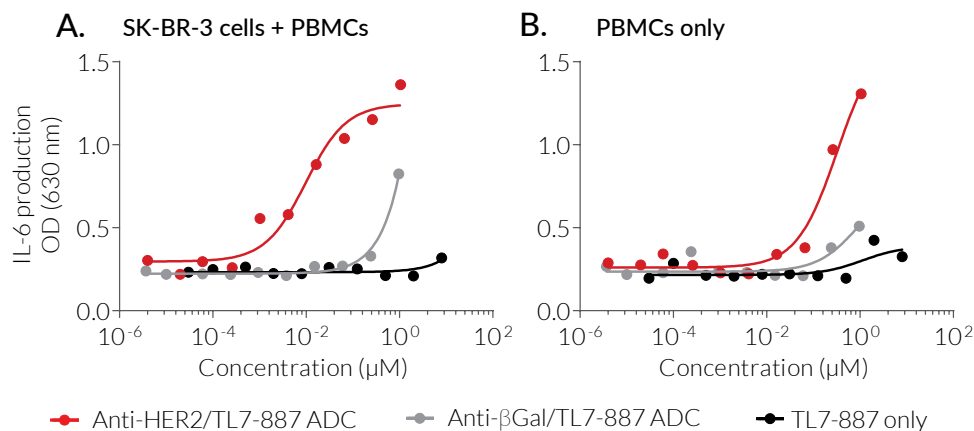 A. SK-BR-3 cells + PBMCs
B. PBMCs only
IL-6 production
OD (630 nm)
1.5
1.0
0.5
0.0
10-6 10-4 10-2 100 102
Concentration (µM)
1.5
1.0
0.5
0.0
10-6 10-4 10-2 100 102
Concentration (µM)
Anti-HER2/TL7-887 ADC Anti-βGal/TL7-887 ADC TL7-887 only